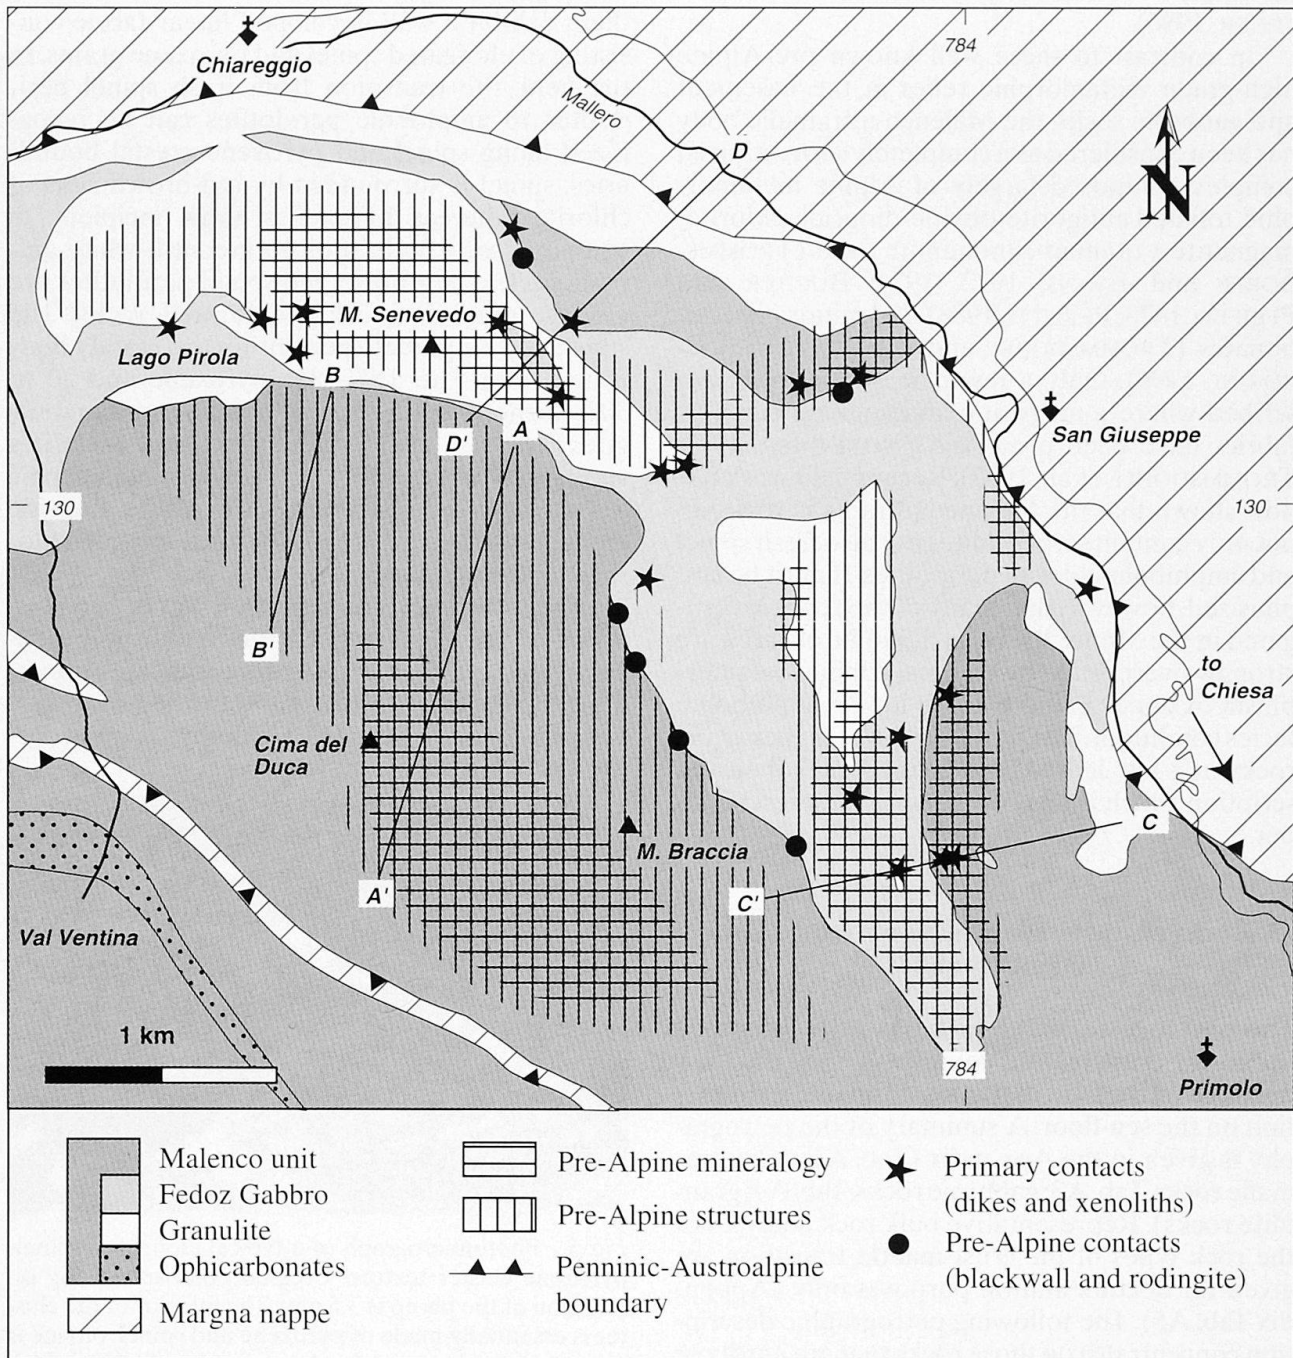 784
Chiareggio
Mallero
D
M. Senevedo
Lago Pirola
B
D'
A
San Giuseppe
130
130
B'
to
Chiesa
Cima del
Duca
C
M. Braccia
A'
C'
Val Ventina
1 km
784
Primolo
N
Malenco unit
Fedoz Gabbro
Granulite
Ophicarbonates
Margna nappe
Pre-Alpine mineralogy
Pre-Alpine structures
Penninic-Austroalpine
boundary
Primary contacts
(dikes and xenoliths)
Pre-Alpine contacts
(blackwall and rodingite)